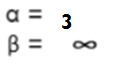 α = 3
β = ∞